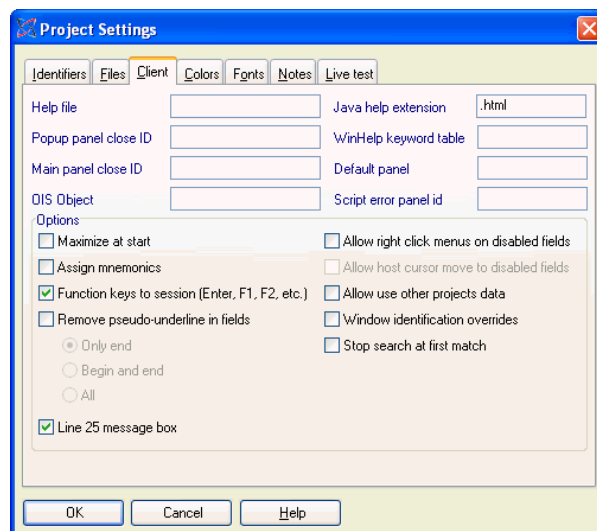 Project Settings
Identifiers Files Client Colors Fonts Notes Live test
Help file Java help extension .html
Popup panel close ID WinHelp keyword table
Main panel close ID Default panel
OIS Object Script error panel id
Options
Maximize at start Allow right click menus on disabled fields
Assign mnemonics Allow host cursor move to disabled fields
Function keys to session (Enter, F1, F2, etc.) Allow use other projects data
Remove pseudo-underline in fields Window identification overrides
Only end Stop search at first match
Begin and end
All
Line 25 message box
OK Cancel Help